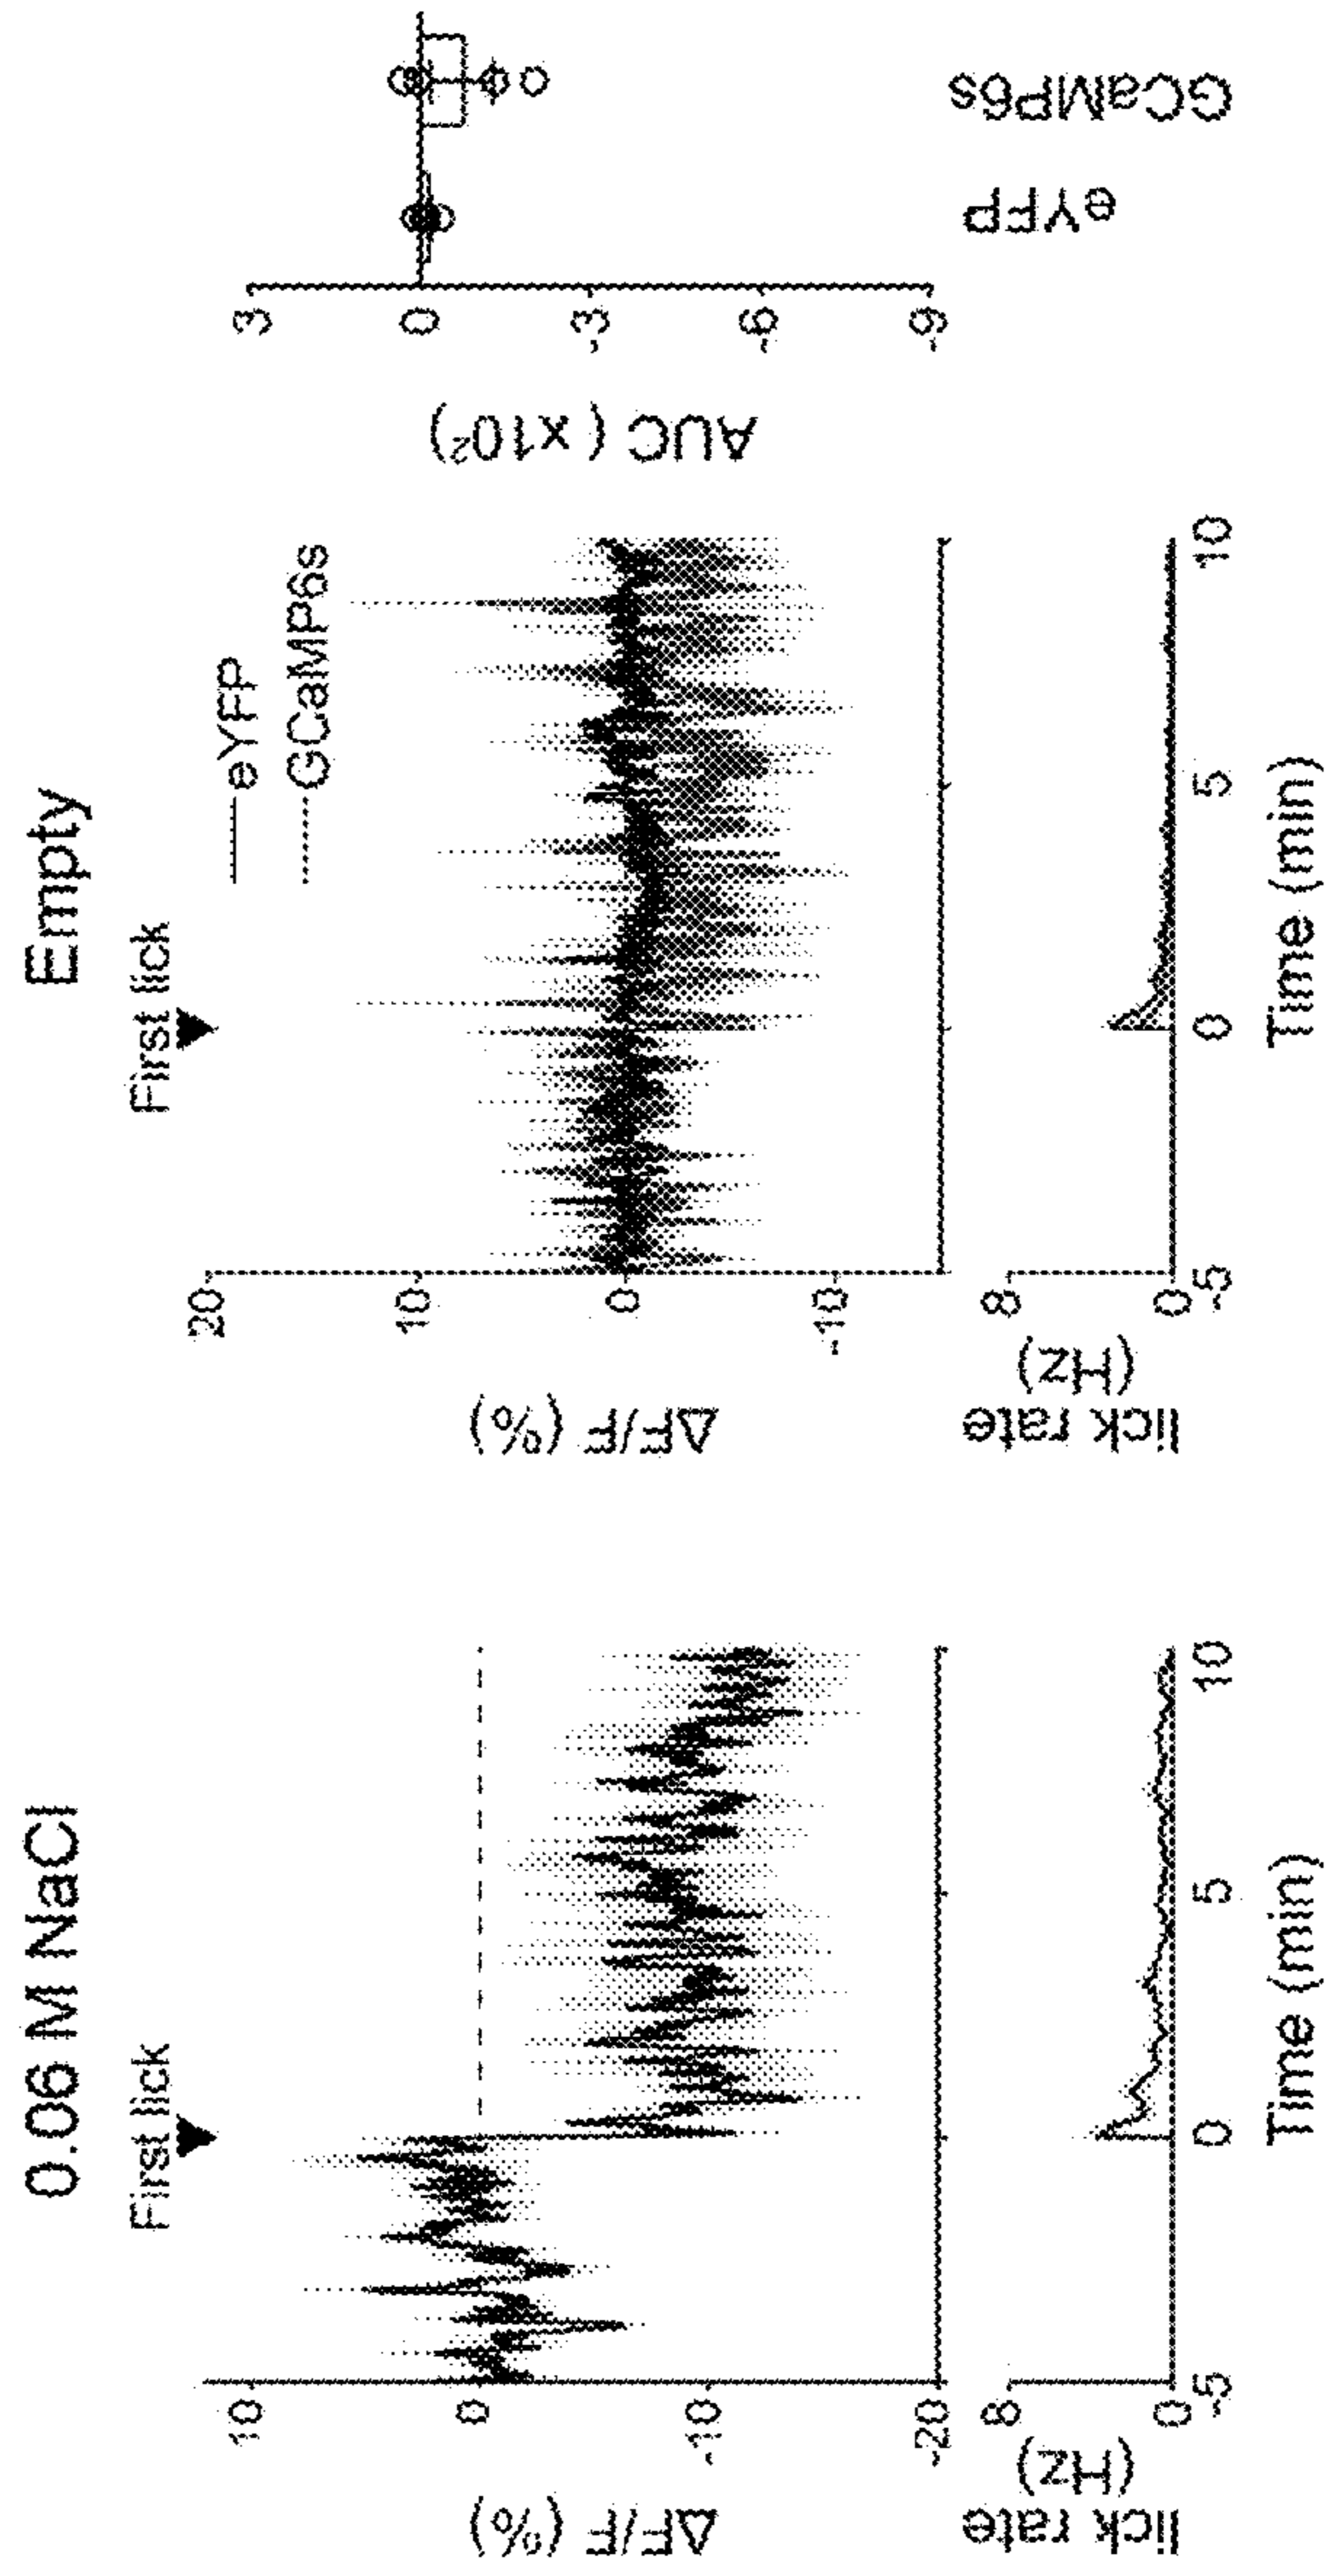 0.06 M NaCl
First lick
10
0
-10
-20
ΔF/F (%)
8
0
lick rate
(Hz)
-5
0
5
10
Time (min)
Empty
First lick
eYFP
GCaMP6s
20
10
0
-10
ΔF/F (%)
8
0
lick rate
(Hz)
-5
0
5
10
Time (min)
3
0
-3
-6
-9
AUC (x10²)
eYFP
GCaMP6s